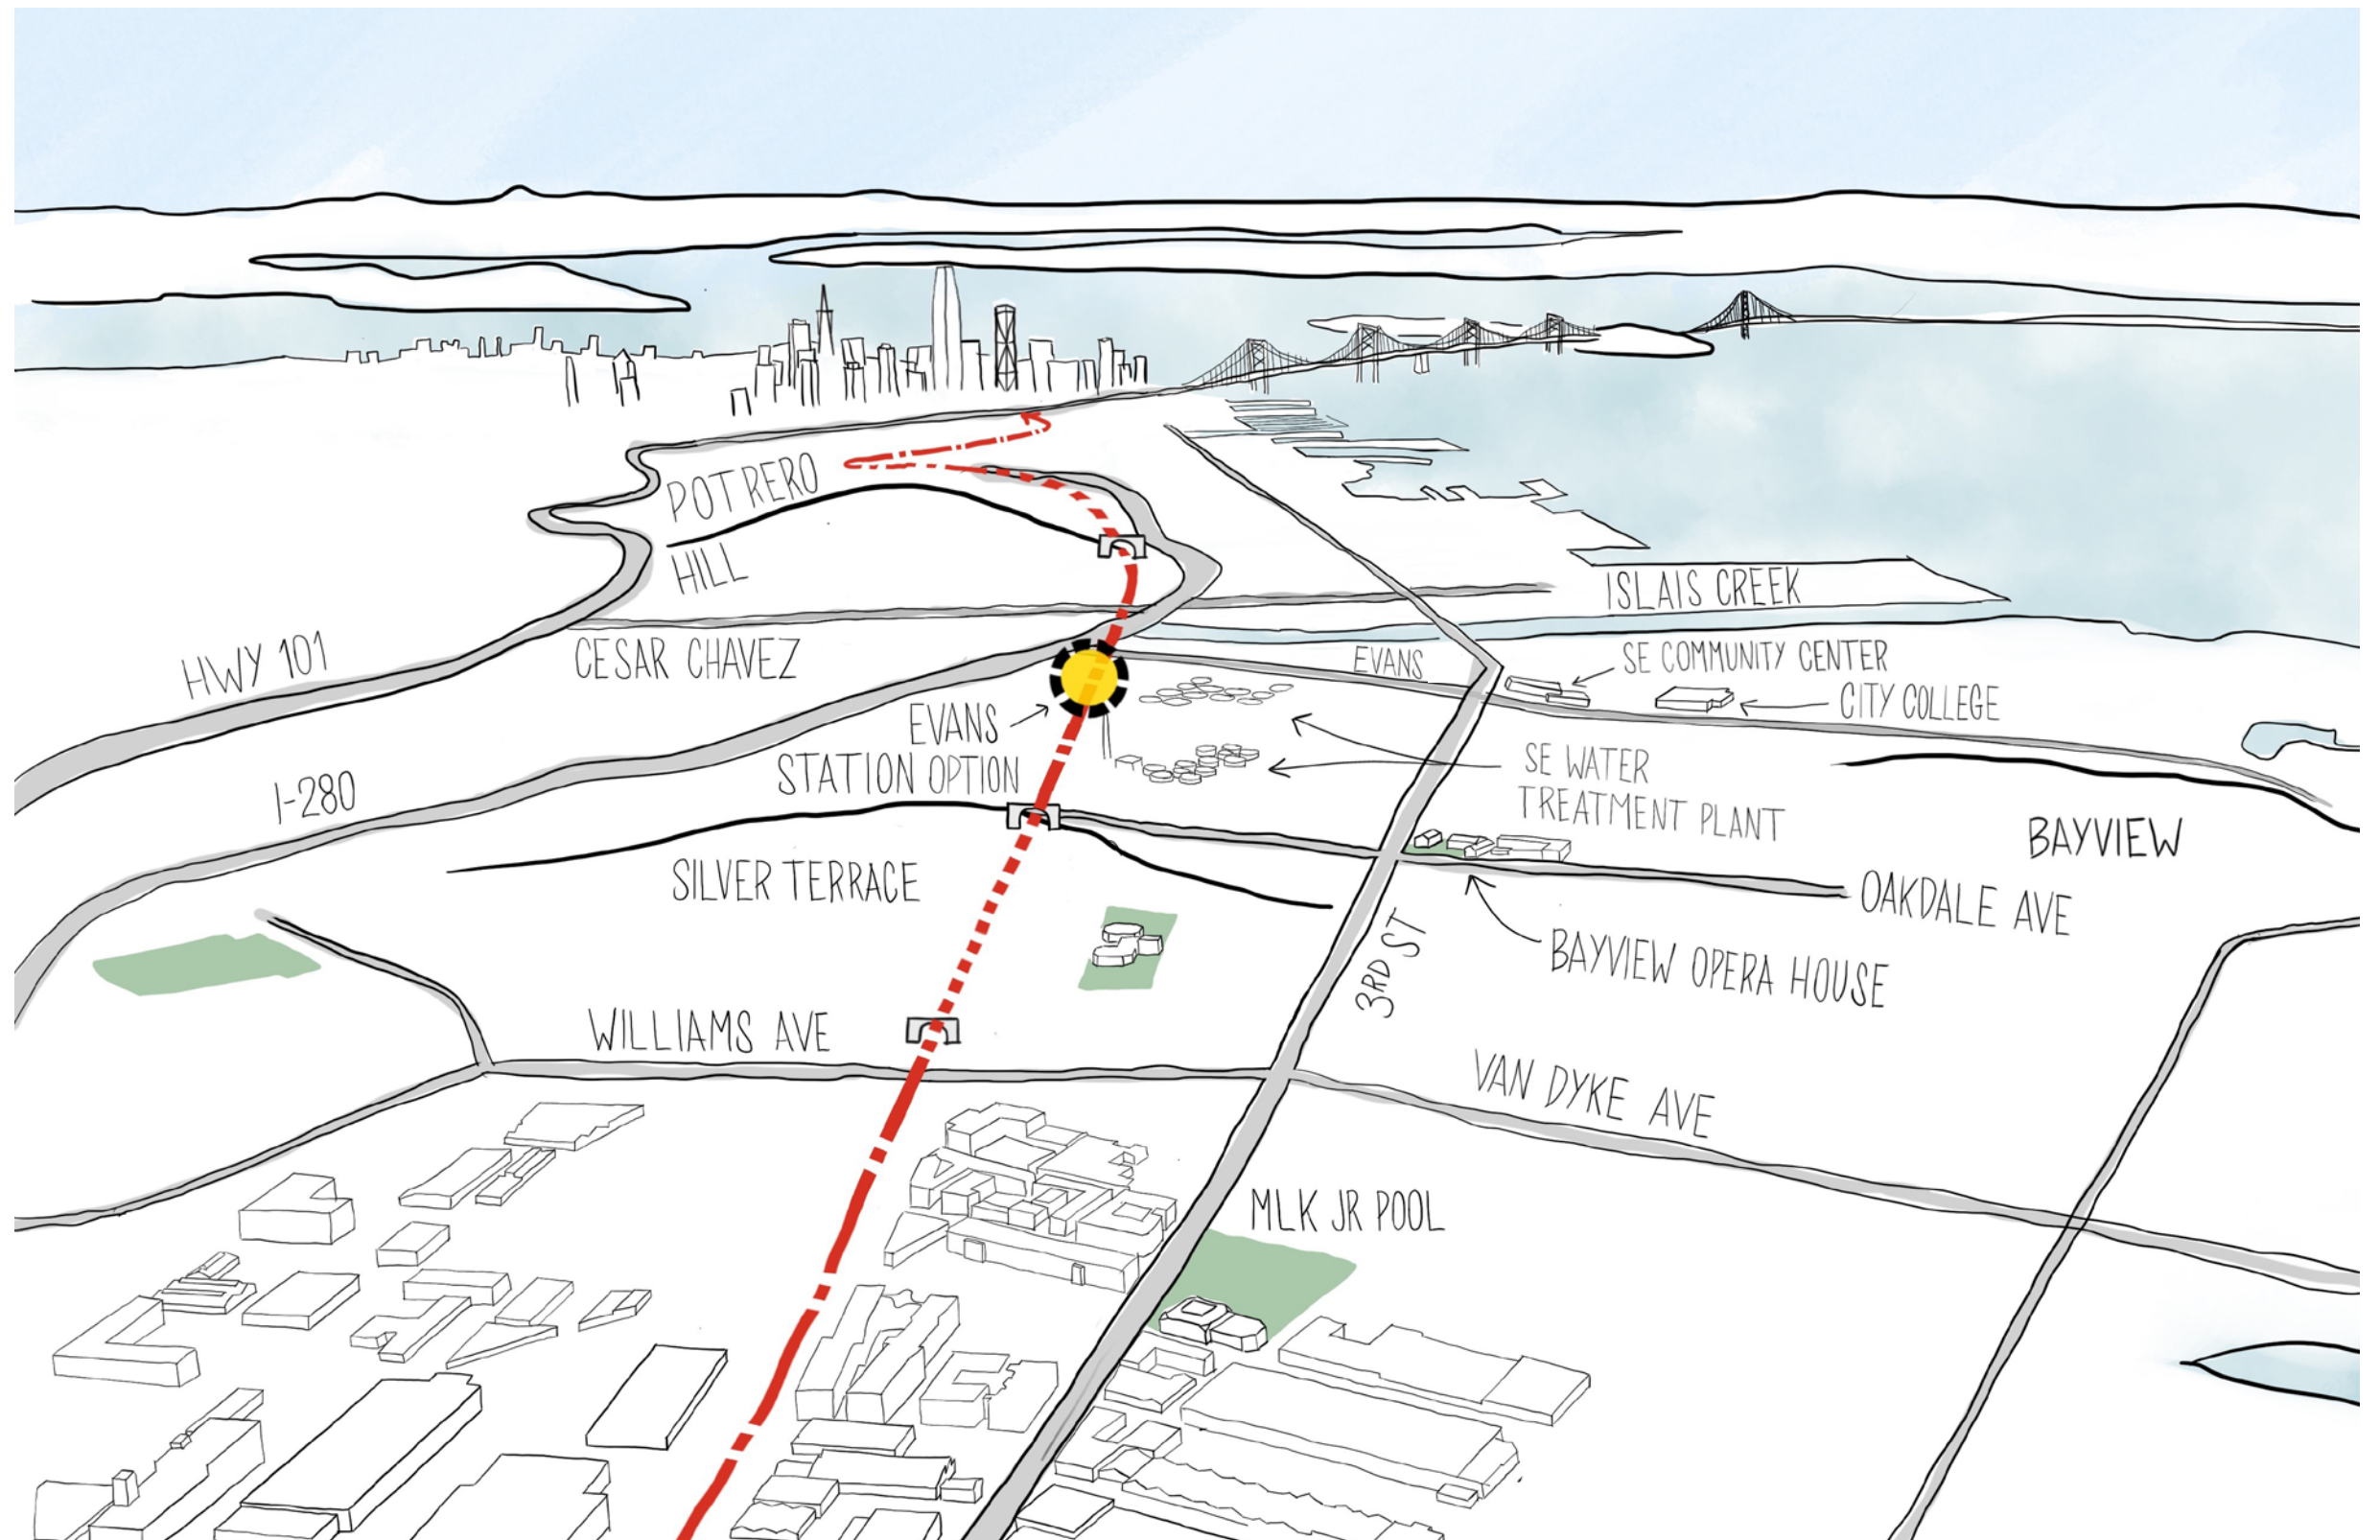 POTRERO
HILL
ISLAIS CREEK
HWY 101
CESAR CHAVEZ
EVANS
SE COMMUNITY CENTER
CITY COLLEGE
EVANS
STATION OPTION
I-280
SE WATER
TREATMENT PLANT
BAYVIEW
SILVER TERRACE
OAKDALE AVE
3RD ST
BAYVIEW OPERA HOUSE
WILLIAMS AVE
VAN DYKE AVE
MLK JR POOL